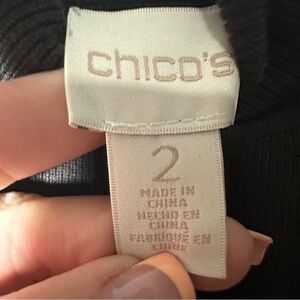 chico's
2
MADE IN
CHINA
HECHO EN
CHINA
FABRIQUÉ EN
CHINE